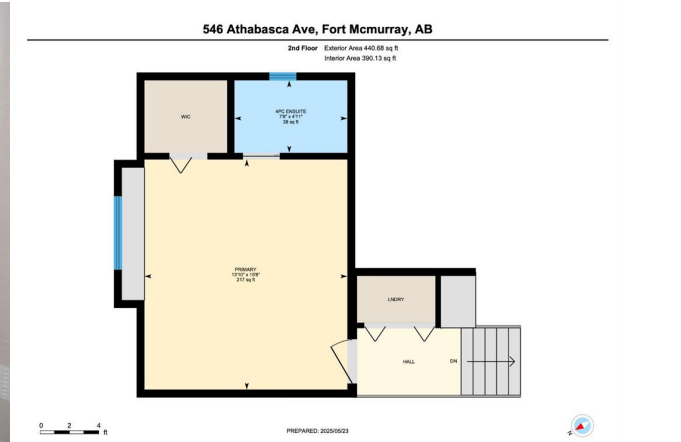 546 Athabasca Ave, Fort Mcmurray, AB
2nd Floor Exterior Area 440.68 sq ft
Interior Area 390.13 sq ft
WIC
4PC ENSUITE
7'8" x 4'11"
38 sq ft
PRIMARY
13'10" x 15'8"
217 sq ft
LNDRY
HALL
DN
0 2 4
ft
PREPARED: 2025/05/23
N